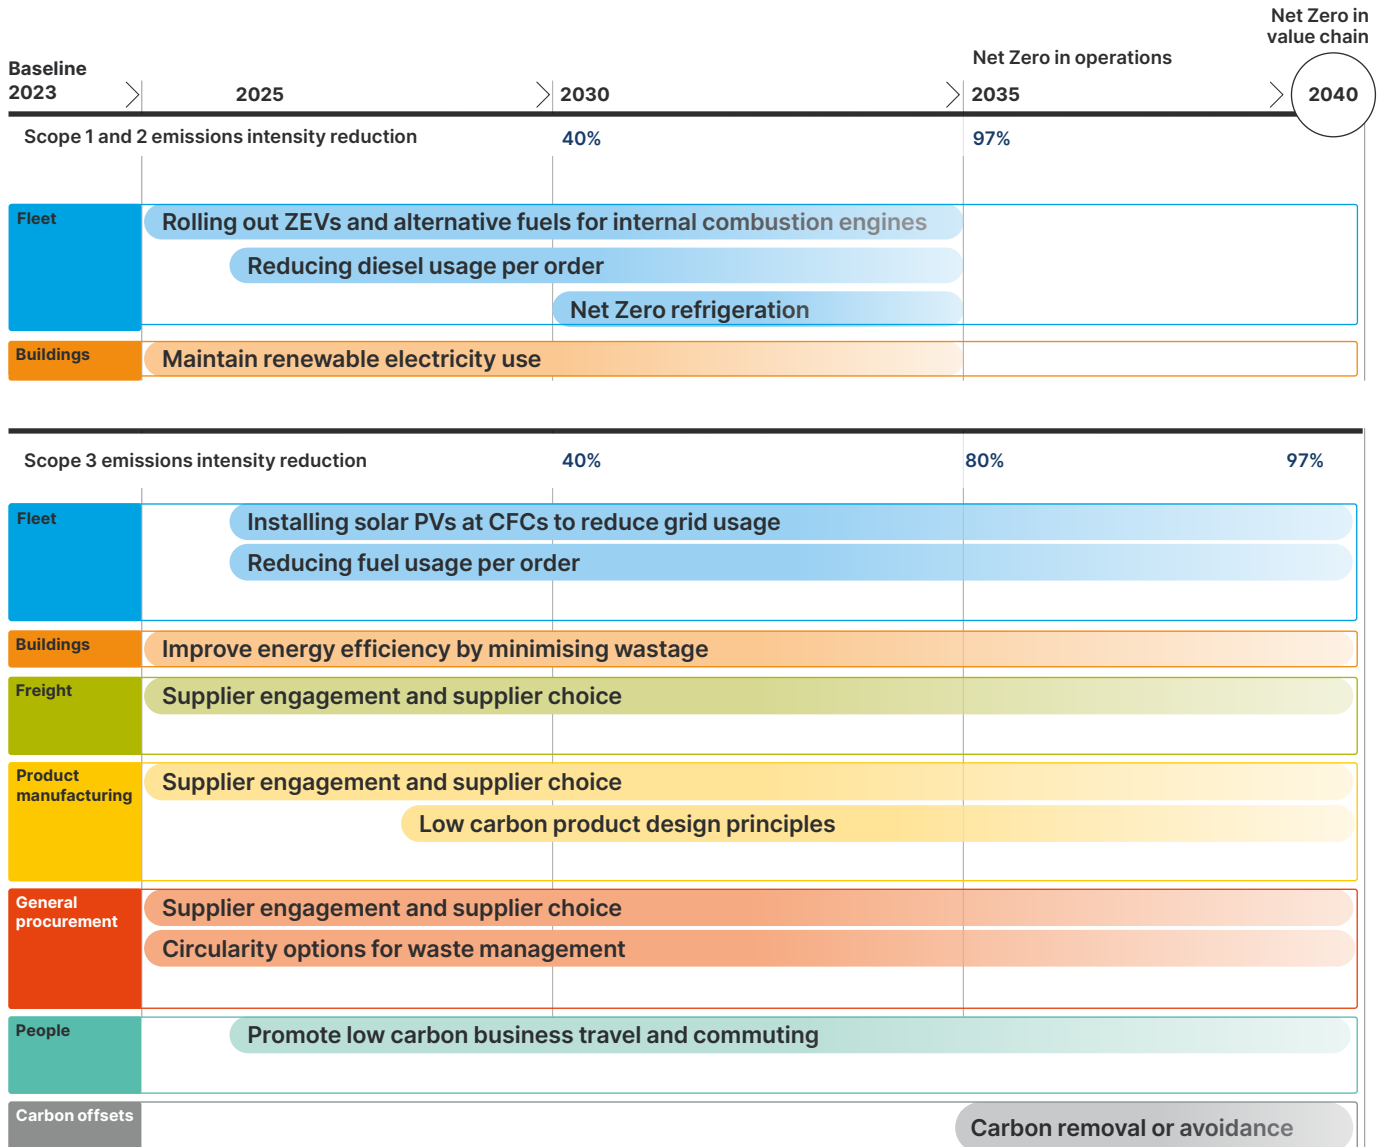 Net Zero in
value chain
Net Zero in operations
Baseline
2023
2025
2030
2035
2040
Scope 1 and 2 emissions intensity reduction
40%
97%
Fleet
Rolling out ZEVs and alternative fuels for internal combustion engines
Reducing diesel usage per order
Net Zero refrigeration
Buildings
Maintain renewable electricity use
Scope 3 emissions intensity reduction
40%
80%
97%
Fleet
Installing solar PVs at CFCs to reduce grid usage
Reducing fuel usage per order
Buildings
Improve energy efficiency by minimising wastage
Freight
Supplier engagement and supplier choice
Product
manufacturing
Supplier engagement and supplier choice
Low carbon product design principles
General
procurement
Supplier engagement and supplier choice
Circularity options for waste management
People
Promote low carbon business travel and commuting
Carbon offsets
Carbon removal or avoidance